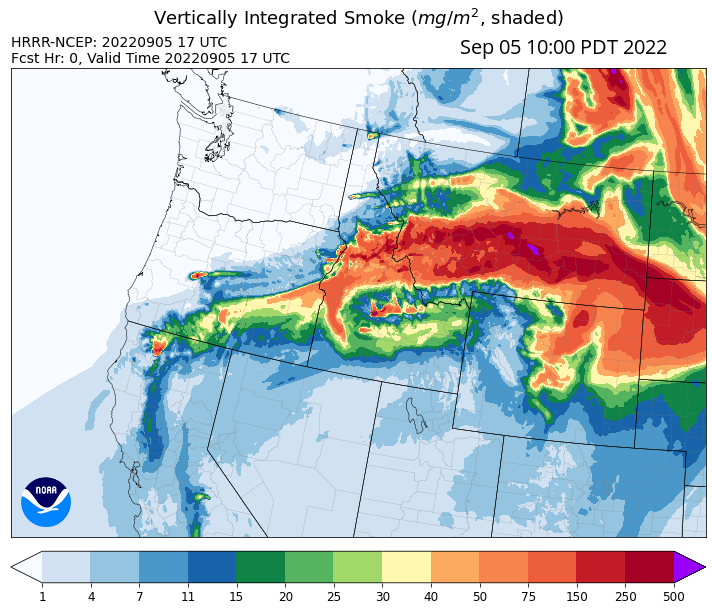 Vertically Integrated Smoke (mg/m², shaded)
HRRR-NCEP: 20220905 17 UTC
Fcst Hr: 0, Valid Time 20220905 17 UTC
Sep 05 10:00 PDT 2022
NOAA
1 4 7 11 15 20 25 30 40 50 75 150 250 500